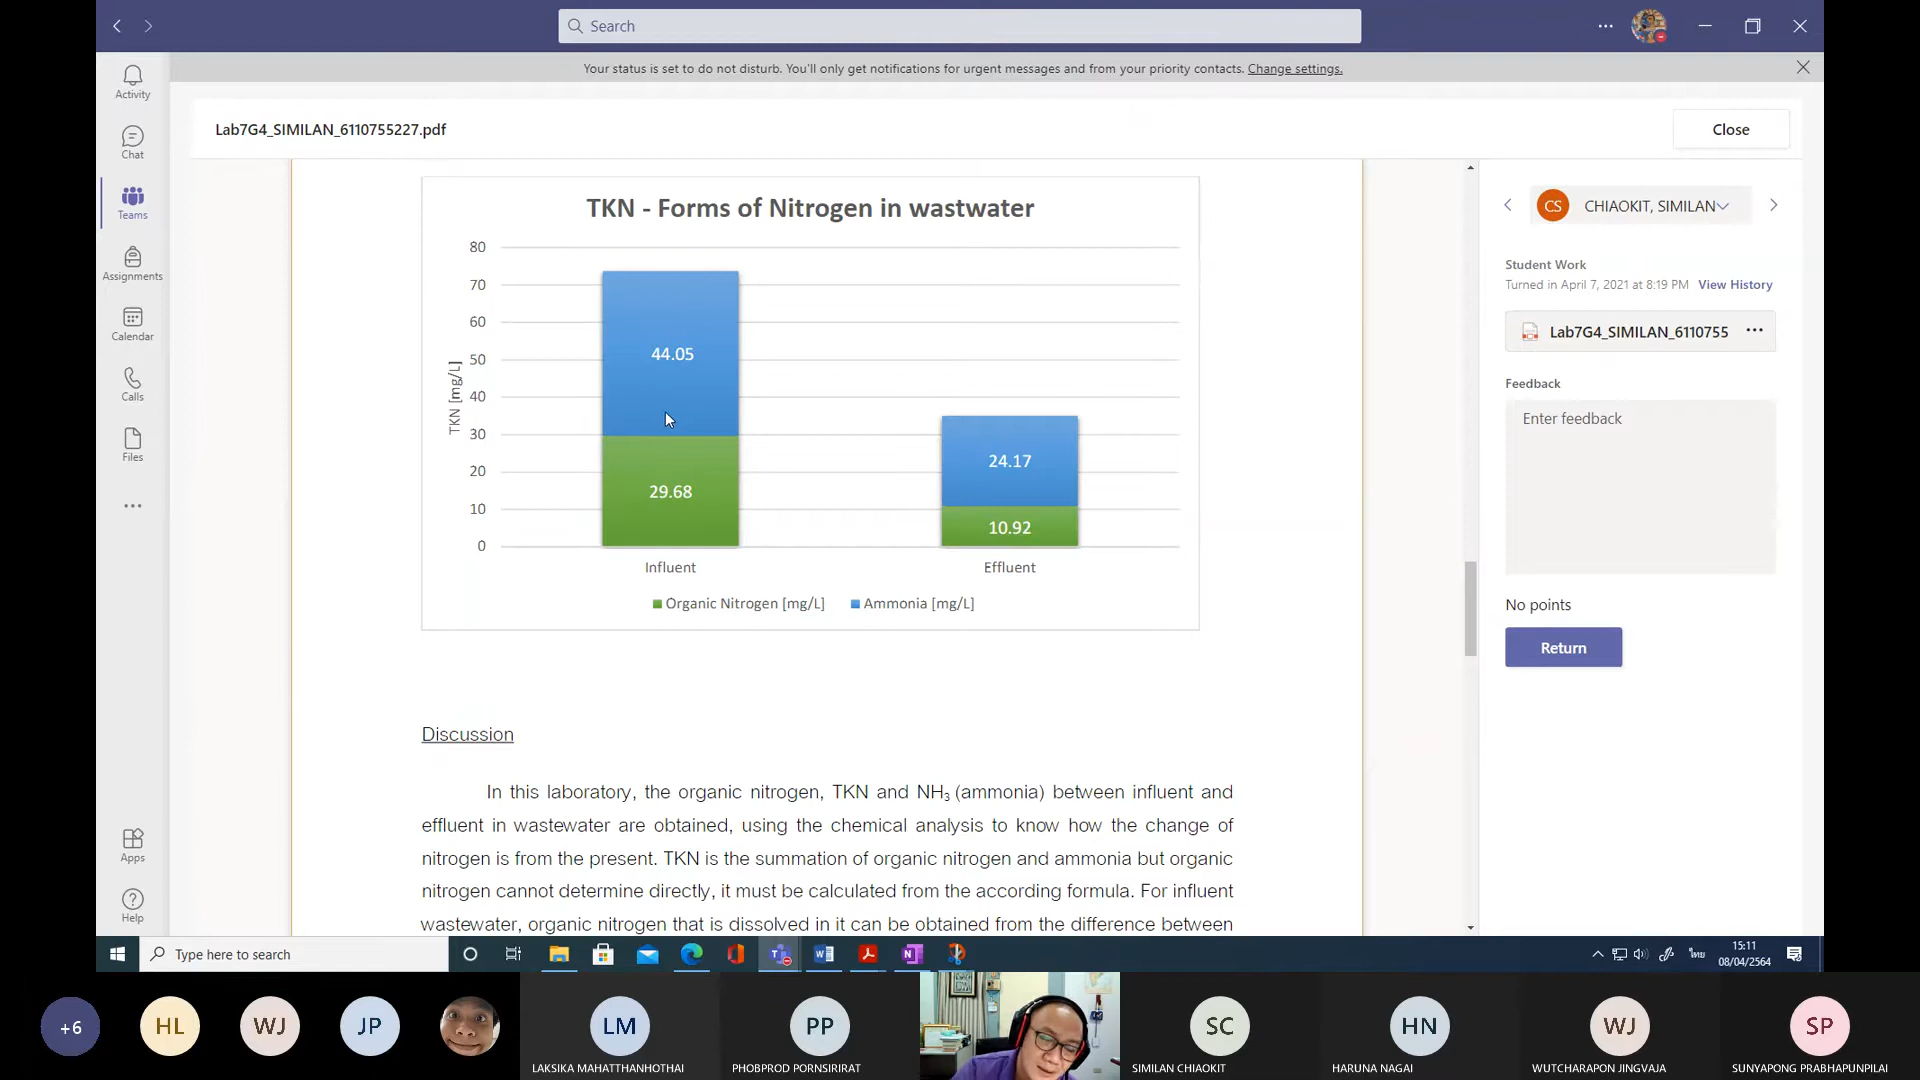 Search
Your status is set to do not disturb. You'll only get notifications for urgent messages and from your priority contacts. Change settings.
Activity
Chat
Teams
Assignments
Calendar
Calls
Files
Apps
Help
Lab7G4_SIMILAN_6110755227.pdf
Close
TKN - Forms of Nitrogen in wastwater
TKN [mg/L]
80
70
60
50
40
30
20
10
0
44.05
29.68
24.17
10.92
Influent
Effluent
Organic Nitrogen [mg/L]
Ammonia [mg/L]
Discussion
In this laboratory, the organic nitrogen, TKN and NH3 (ammonia) between influent and
effluent in wastewater are obtained, using the chemical analysis to know how the change of
nitrogen is from the present. TKN is the summation of organic nitrogen and ammonia but organic
nitrogen cannot determine directly, it must be calculated from the according formula. For influent
wastewater, organic nitrogen that is dissolved in it can be obtained from the difference between
CS
CHIAOKIT, SIMILAN
Student Work
Turned in April 7, 2021 at 8:19 PM View History
Lab7G4_SIMILAN_6110755
Feedback
Enter feedback
No points
Return
Type here to search
ไทย
15:11
08/04/2564
+6
HL
WJ
JP
LM
LAKSIKA MAHATTHANHOTHAI
PP
PHOBPROD PORNSIRIRAT
SC
SIMILAN CHIAOKIT
HN
HARUNA NAGAI
WJ
WUTCHARAPON JINGVAJA
SP
SUNYAPONG PRABHAPUNPILAI